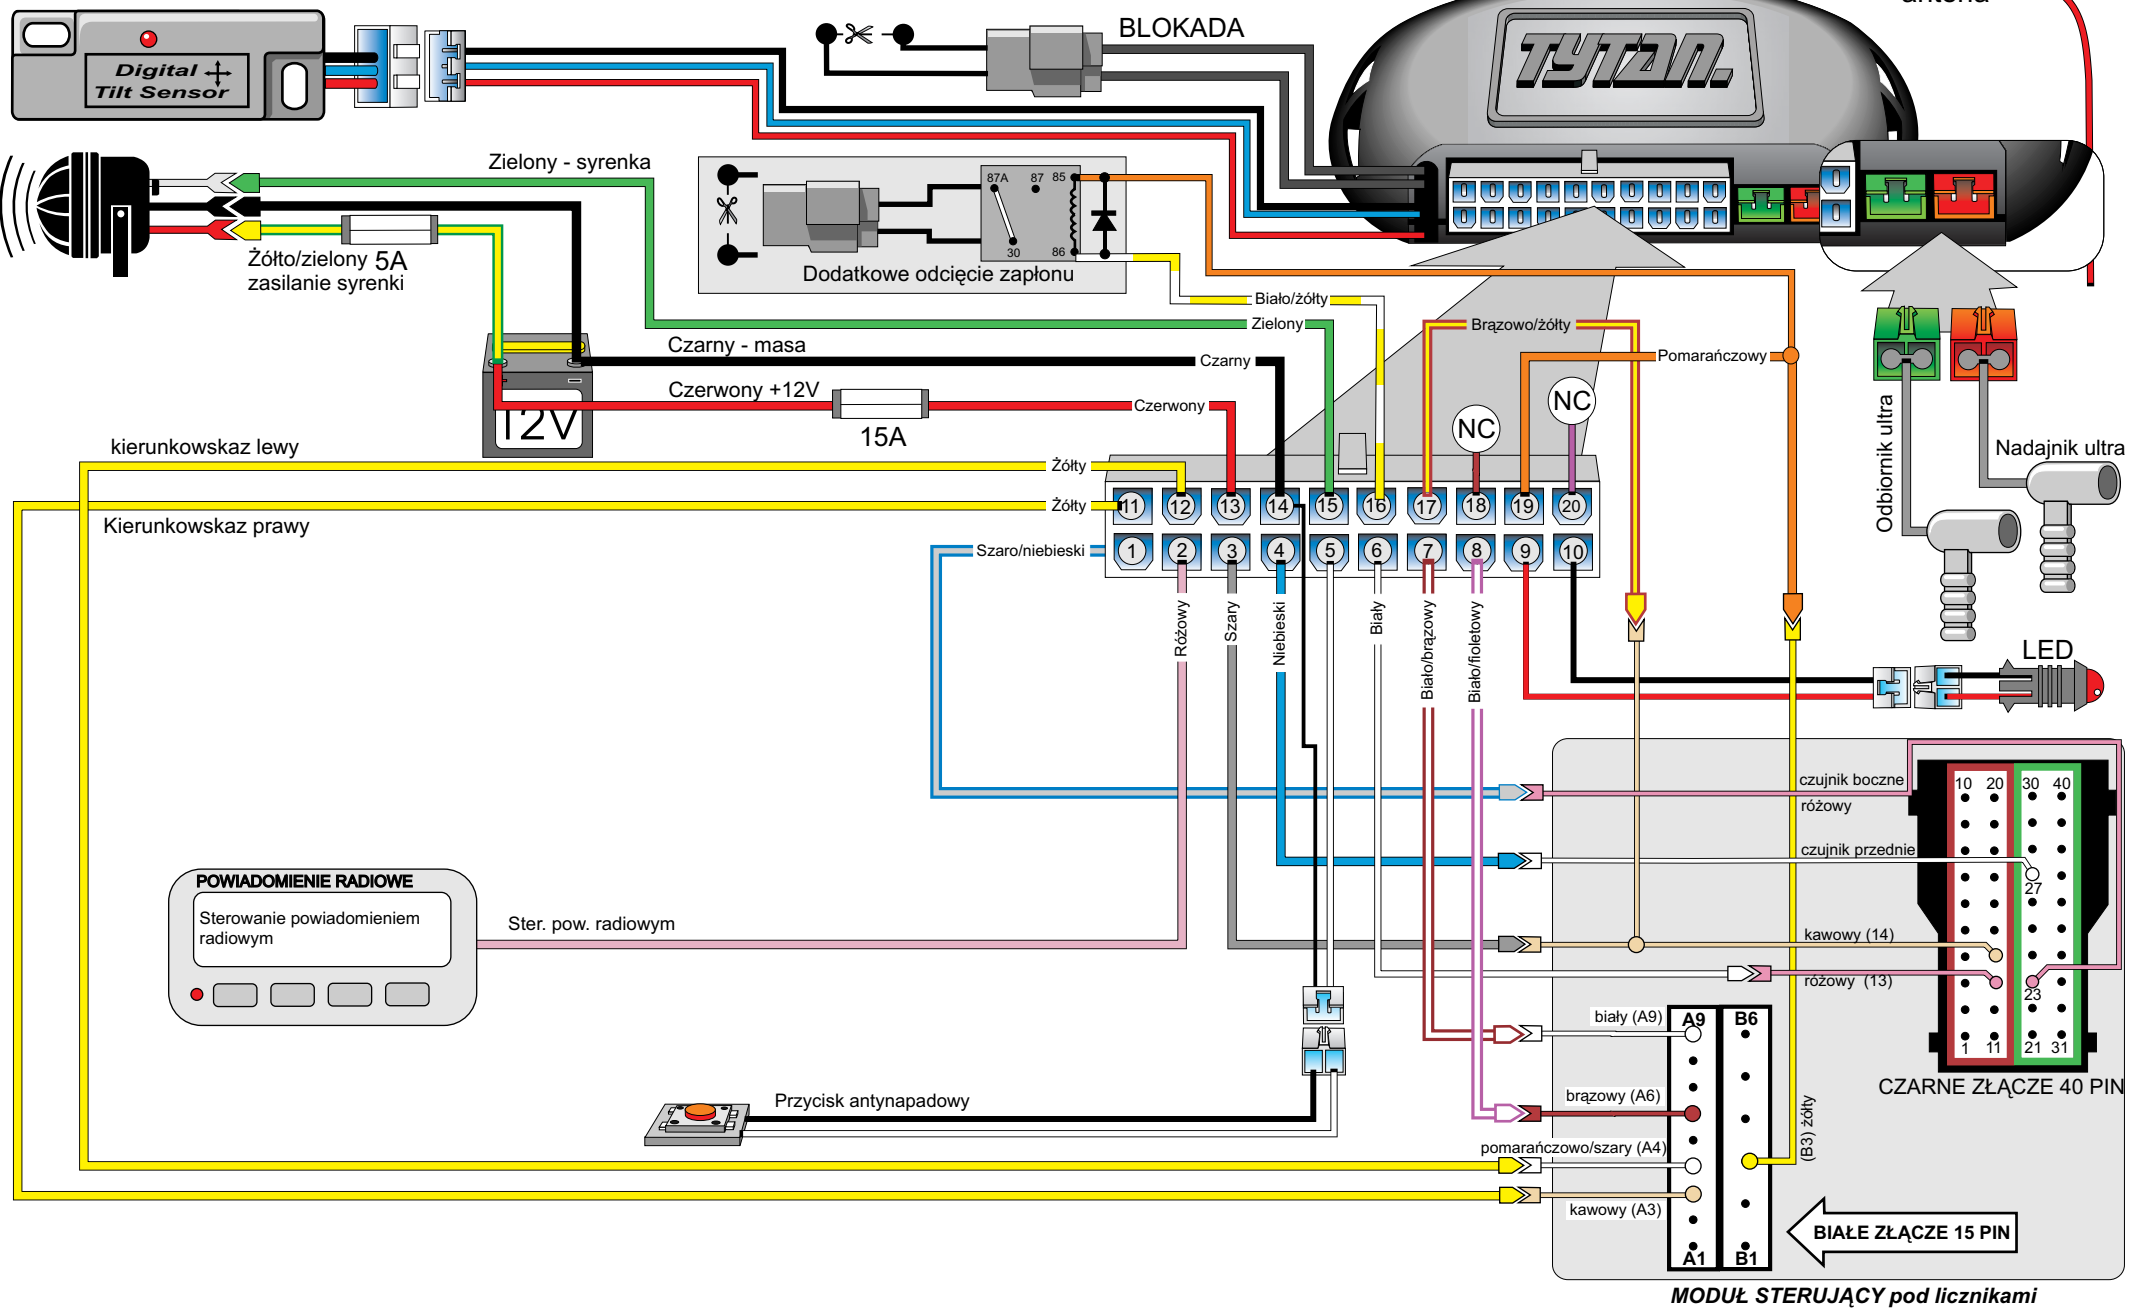 antena
Digital
Tilt Sensor
BLOKADA
TYTAN.
Zielony - syrenka
Żółto/zielony 5A
zasilanie syrenki
87A
87
85
30
86
Dodatkowe odcięcie zapłonu
Biało/żółty
Zielony
Brązowo/żółty
Pomarańczowy
Czarny - masa
Czarny
Czerwony +12V
Czerwony
15A
12V
NC
NC
Odbiornik ultra
Nadajnik ultra
kierunkowskaz lewy
Żółty
Kierunkowskaz prawy
Żółty
11 12 13 14 15 16 17 18 19 20
1 2 3 4 5 6 7 8 9 10
Szaro/niebieski
Różowy
Szary
Niebieski
Biały
Biało/brązowy
Biało/fioletowy
LED
czujnik boczne
różowy
czujnik przednie
kawowy (14)
różowy (13)
10 20 30 40
27
23
1 11 21 31
CZARNE ZŁĄCZE 40 PIN
POWIADOMIENIE RADIOWE
Sterowanie powiadomieniem
radiowym
Ster. pow. radiowym
Przycisk antynapadowy
biały (A9)
A9
B6
brązowy (A6)
pomarańczowo/szary (A4)
kawowy (A3)
A1
B1
(B3) żółty
BIAŁE ZŁĄCZE 15 PIN
MODUŁ STERUJĄCY pod licznikami